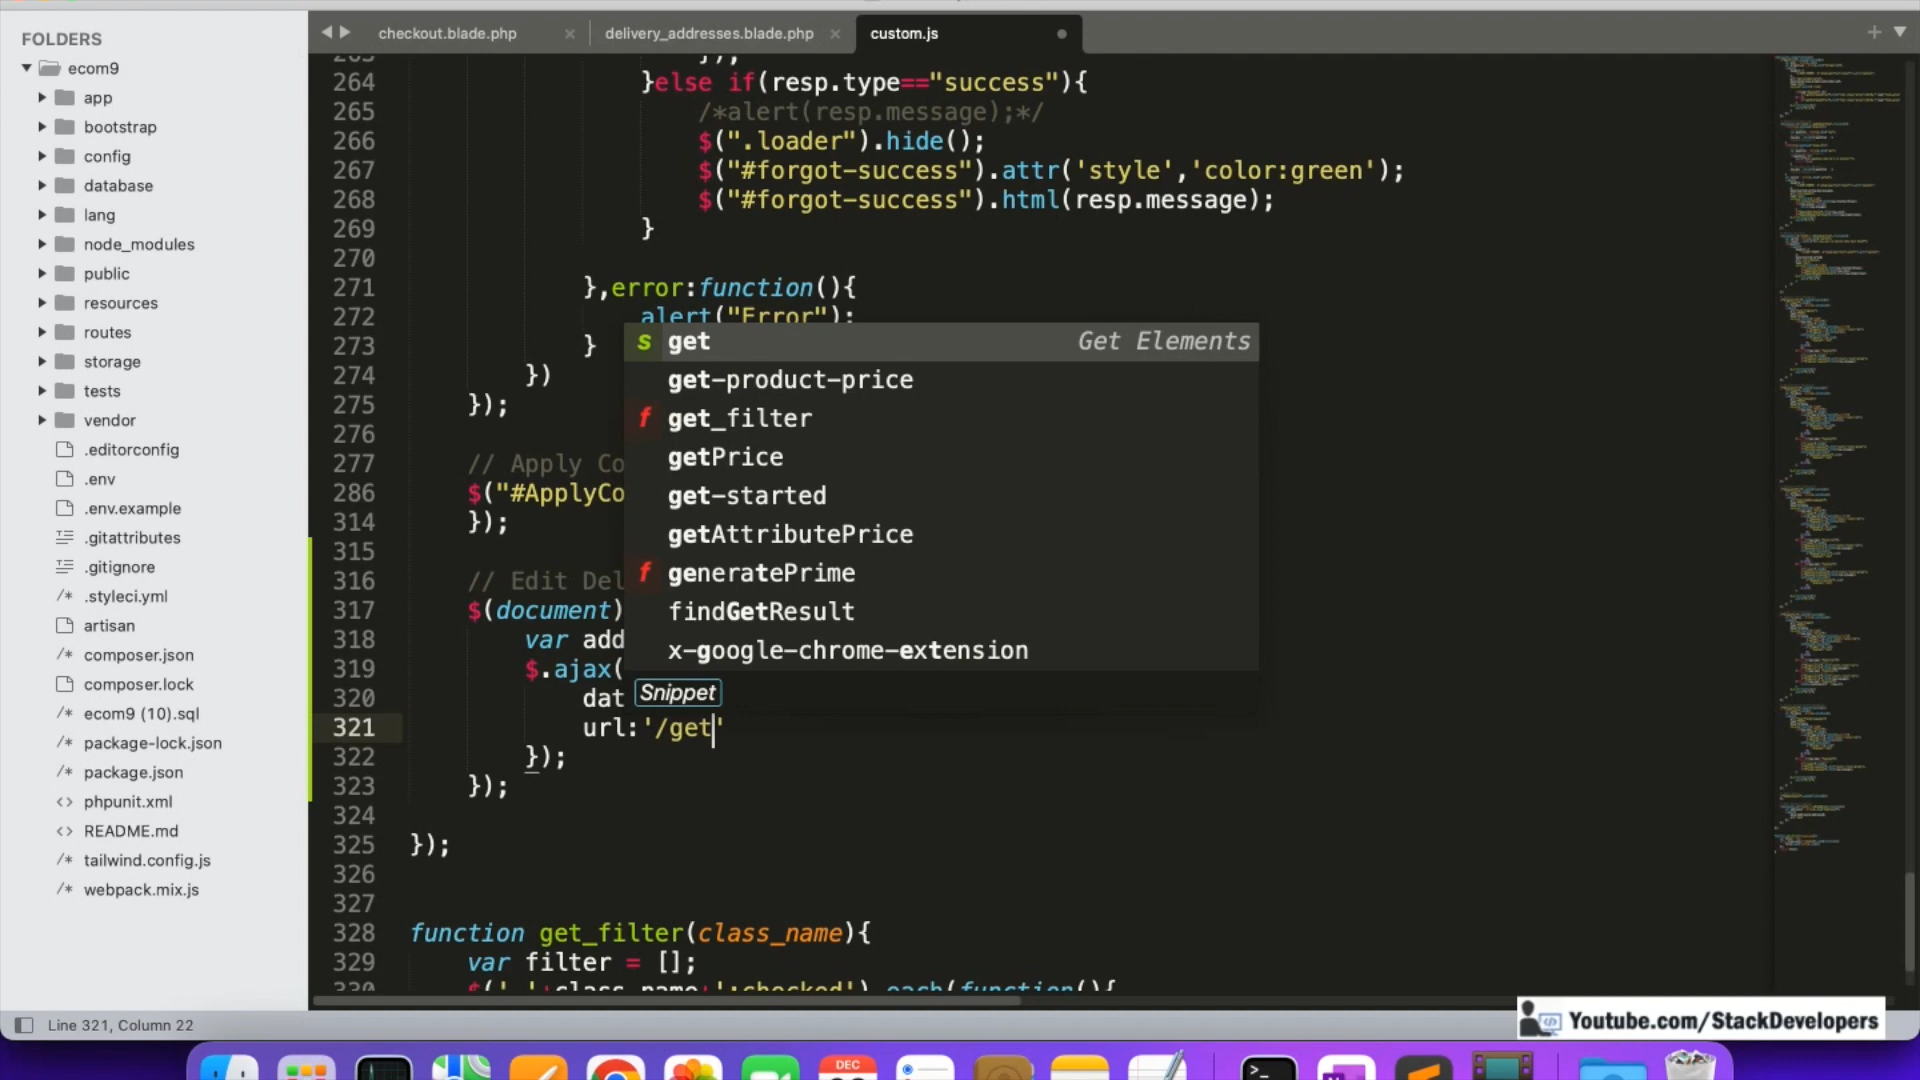 FOLDERS
ecom9
app
bootstrap
config
database
lang
node_modules
public
resources
routes
storage
tests
vendor
.editorconfig
.env
.env.example
.gitattributes
.gitignore
/* .styleci.yml
artisan
/* composer.json
composer.lock
/* ecom9 (10).sql
/* package-lock.json
/* package.json
<> phpunit.xml
<> README.md
/* tailwind.config.js
/* webpack.mix.js
checkout.blade.php
delivery_addresses.blade.php
custom.js
263 });
264 }else if(resp.type=="success"){
265 /*alert(resp.message);*/
266 $(".loader").hide();
267 $("#forgot-success").attr('style','color:green');
268 $("#forgot-success").html(resp.message);
269 }
270
271 },error:function(){
272 alert("Error");
273 }
274 })
275 });
276
277 // Apply Co
286 $("#ApplyCo
314 });
315
316 // Edit Del
317 $(document)
318 var add
319 $.ajax(
320 dat
321 url:'/get'
322 });
323 });
324
325 });
326
327
328 function get_filter(class_name){
329 var filter = [];
330 $('.'+class_name+':checked').each(function(){
s get Get Elements
get-product-price
f get_filter
getPrice
get-started
getAttributePrice
f generatePrime
findGetResult
x-google-chrome-extension
Snippet
Line 321, Column 22
Youtube.com/StackDevelopers
DEC